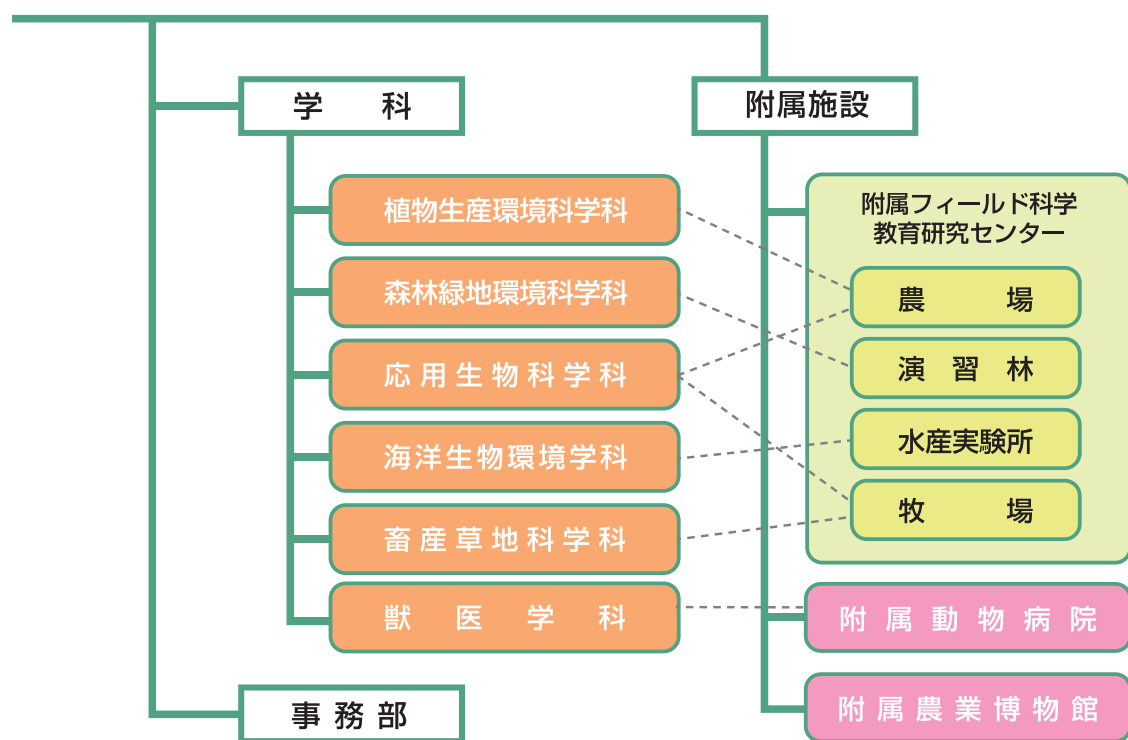 学科
植物生産環境科学科
森林緑地環境科学科
応用生物科学科
海洋生物環境学科
畜産草地科学科
獣医学科
事務部
附属施設
附属フィールド科学
教育研究センター
農場
演習林
水産実験所
牧場
附属動物病院
附属農業博物館